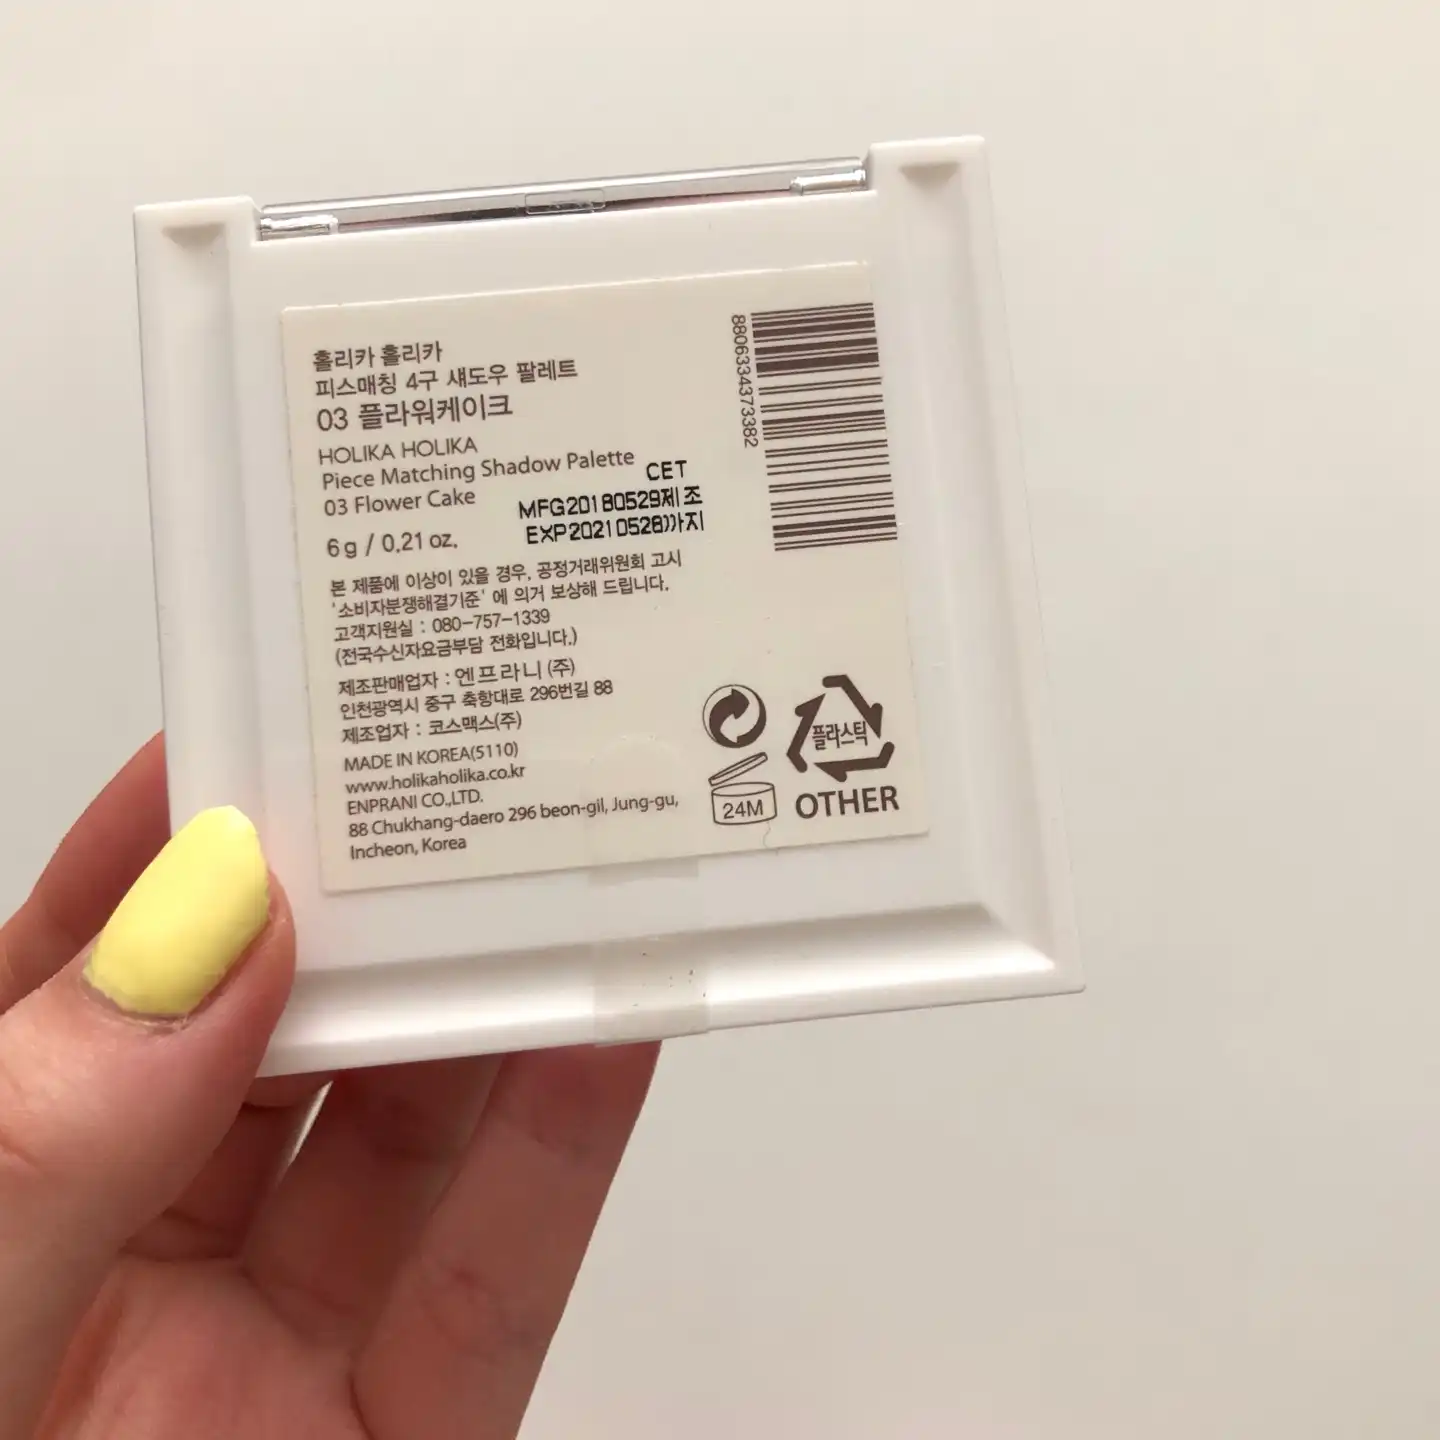 홀리카 홀리카
피스매칭 4구 섀도우 팔레트
03 플라워케이크
HOLIKA HOLIKA
Piece Matching Shadow Palette
03 Flower Cake
6g / 0.21 oz.
CET
MFG20180529제조
EXP20210528까지
본 제품에 이상이 있을 경우, 공정거래위원회 고시
'소비자분쟁해결기준' 에 의거 보상해 드립니다.
고객지원실 : 080-757-1339
(전국수신자요금부담 전화입니다.)
제조판매업자 : 엔프라니 (주)
인천광역시 중구 축항대로 296번길 88
제조업자 : 코스맥스(주)
MADE IN KOREA(5110)
www.holikaholika.co.kr
ENPRANI CO.,LTD.
88 Chukhang-daero 296 beon-gil, Jung-gu,
Incheon, Korea
8806334373382
플라스틱
24M
OTHER